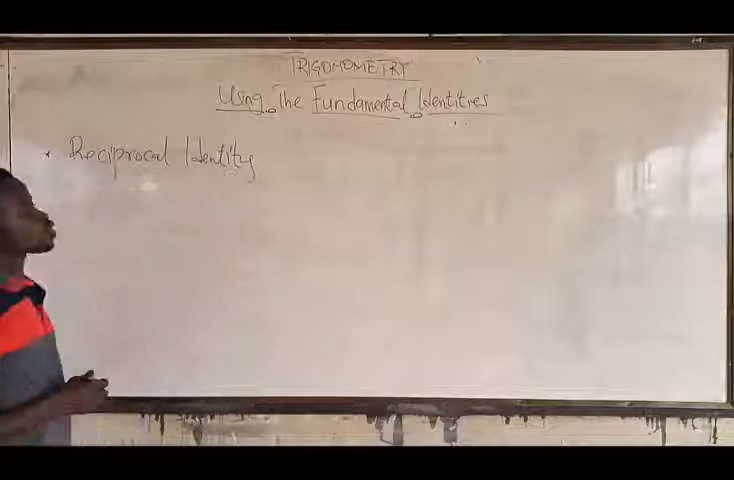 TRIGONOMETRY
Using The Fundamental Identities
* Reciprocal Identity